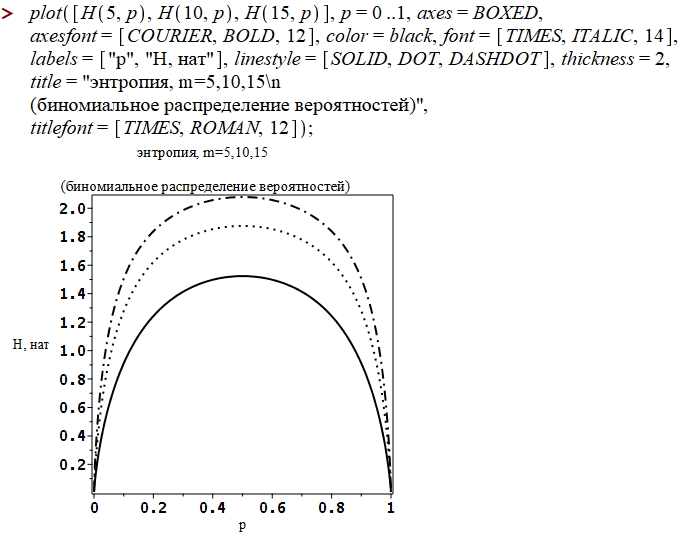 > plot([H(5, p), H(10, p), H(15, p)], p = 0 ..1, axes = BOXED,
axesfont = [COURIER, BOLD, 12], color = black, font = [TIMES, ITALIC, 14],
labels = ["p", "H, нат"], linestyle = [SOLID, DOT, DASHDOT], thickness = 2,
title = "энтропия, m=5,10,15\n
(биномиальное распределение вероятностей)",
titlefont = [TIMES, ROMAN, 12]);
энтропия, m=5,10,15
(биномиальное распределение вероятностей)
2.0
1.8
1.6
1.4
1.2
H, нат
1.0
0.8
0.6
0.4
0.2
0 0.2 0.4 0.6 0.8 1
p